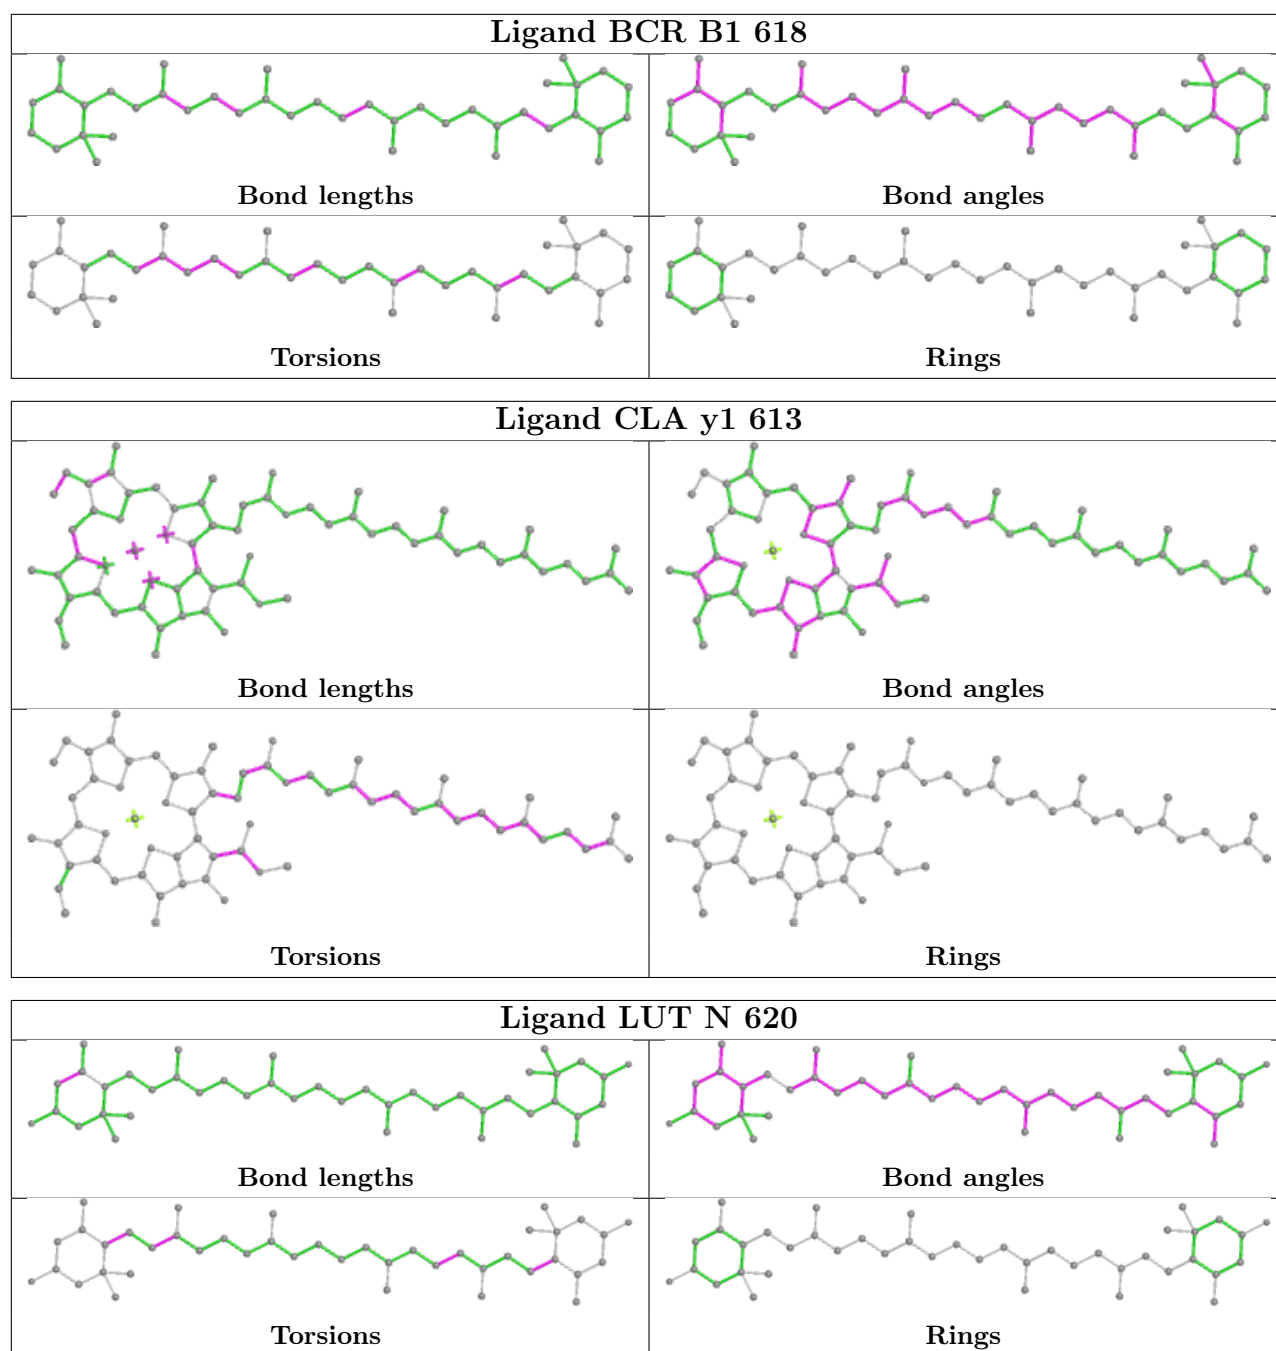 Ligand BCR B1 618
Bond lengths
Bond angles
Torsions
Rings
Ligand CLA y1 613
Bond lengths
Bond angles
Torsions
Rings
Ligand LUT N 620
Bond lengths
Bond angles
Torsions
Rings